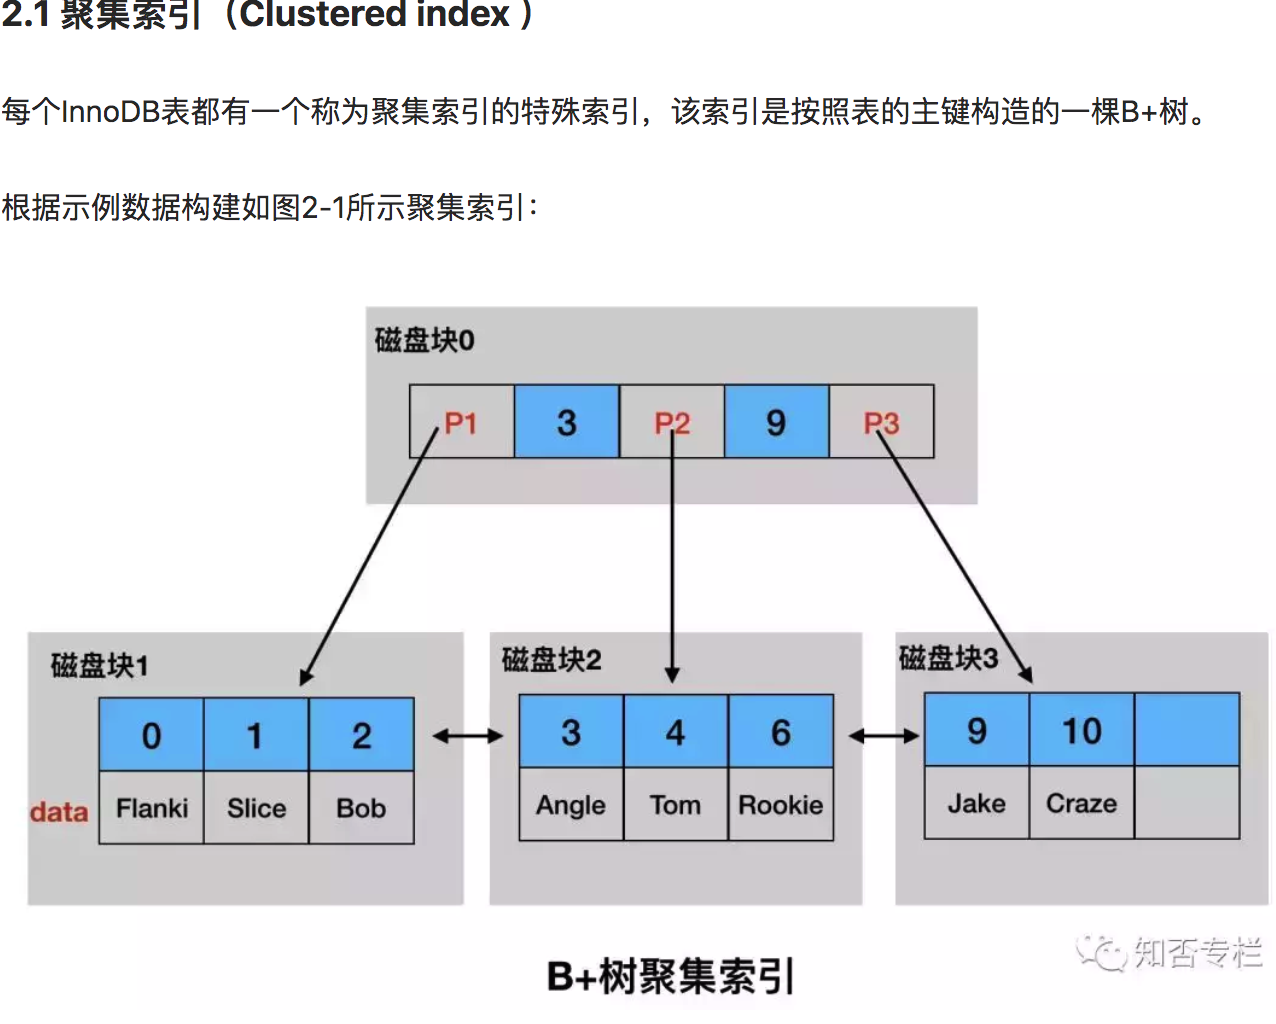 2.1 聚集索引（Clustered index ）
每个InnoDB表都有一个称为聚集索引的特殊索引，该索引是按照表的主键构造的一棵B+树。
根据示例数据构建如图2-1所示聚集索引：
磁盘块0
P1 3 P2 9 P3
磁盘块1
0 1 2
data Flanki Slice Bob
磁盘块2
3 4 6
Angle Tom Rookie
磁盘块3
9 10
Jake Craze
知否专栏
B+树聚集索引